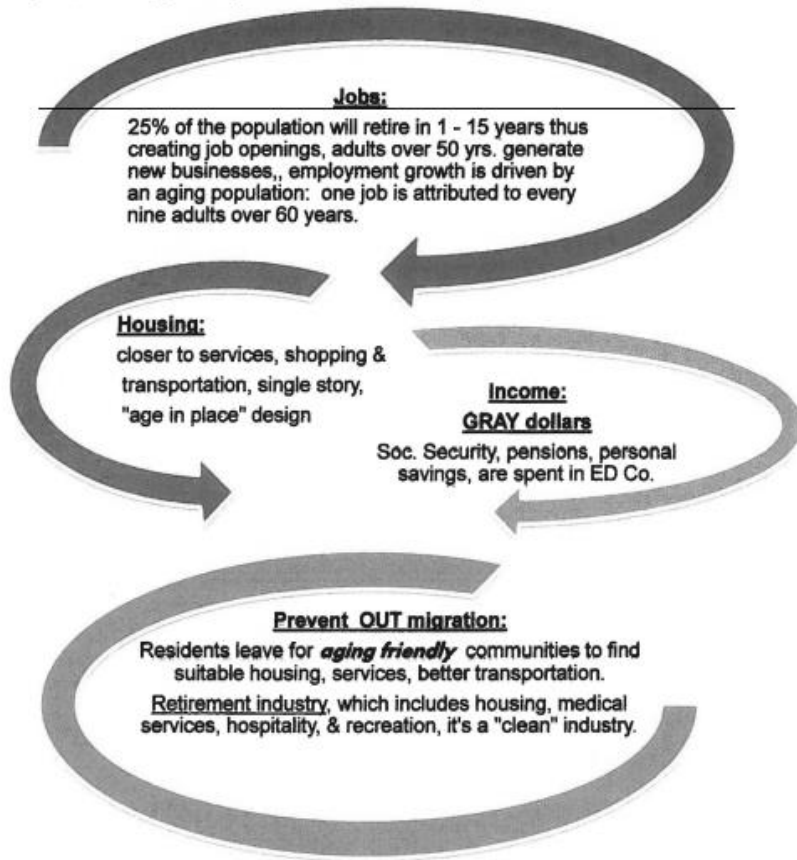 Jobs:
25% of the population will retire in 1 - 15 years thus
creating job openings, adults over 50 yrs. generate
new businesses,, employment growth is driven by
an aging population: one job is attributed to every
nine adults over 60 years.
Housing:
closer to services, shopping &
transportation, single story,
"age in place" design
Income:
GRAY dollars
Soc. Security, pensions, personal
savings, are spent in ED Co.
Prevent OUT migration:
Residents leave for aging friendly communities to find
suitable housing, services, better transportation.
Retirement industry, which includes housing, medical
services, hospitality, & recreation, it's a "clean" industry.